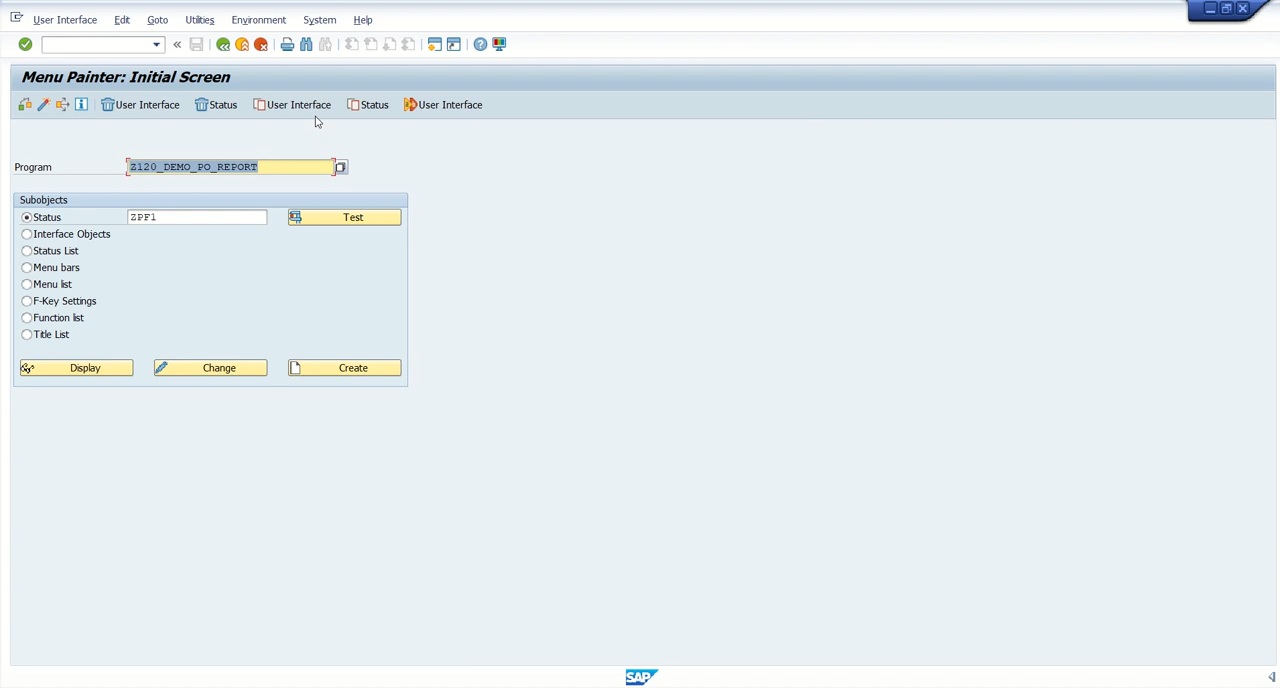 User Interface Edit Goto Utilities Environment System Help
Menu Painter: Initial Screen
User Interface Status User Interface Status User Interface
Program Z120_DEMO_PO_REPORT
Subobjects
Status ZPF1 Test
Interface Objects
Status List
Menu bars
Menu list
F-Key Settings
Function list
Title List
Display Change Create
SAP